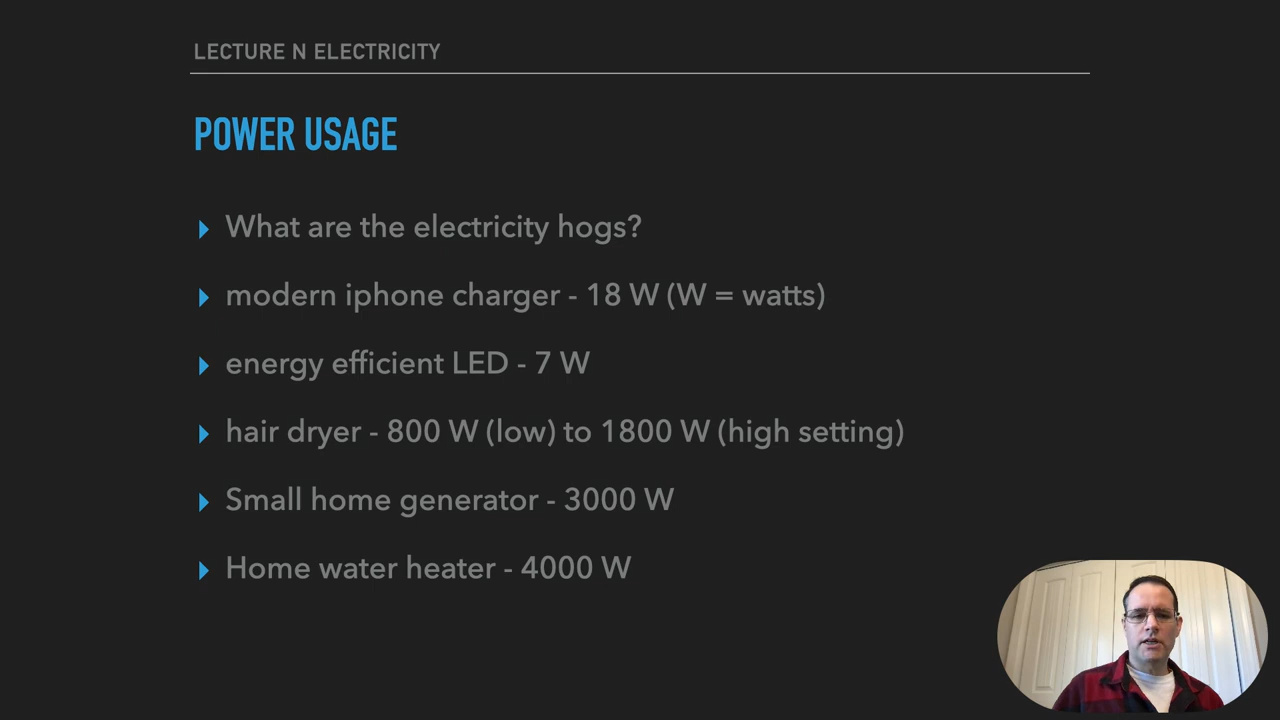 LECTURE N ELECTRICITY
POWER USAGE
What are the electricity hogs?
modern iphone charger - 18 W (W = watts)
energy efficient LED - 7 W
hair dryer - 800 W (low) to 1800 W (high setting)
Small home generator - 3000 W
Home water heater - 4000 W